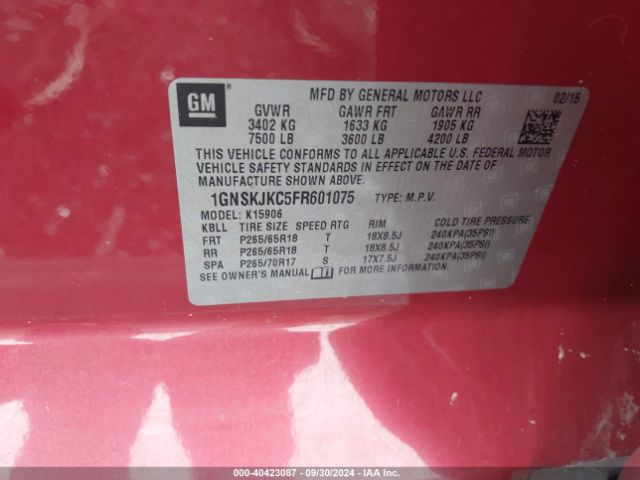 GM
MFD BY GENERAL MOTORS LLC 02/15
GVWR GAWR FRT GAWR RR
3402 KG 1633 KG 1905 KG
7500 LB 3600 LB 4200 LB
THIS VEHICLE CONFORMS TO ALL APPLICABLE U.S. FEDERAL MOTOR
VEHICLE SAFETY STANDARDS IN EFFECT ON THE DATE OF
MANUFACTURE SHOWN ABOVE.
1GNSKJKC5FR601075 TYPE: M.P.V.
MODEL: K15906
KBLL TIRE SIZE SPEED RTG RIM COLD TIRE PRESSURE
FRT P265/65R18 T 18X8.5J 240KPA(35PSI)
RR P265/65R18 T 18X8.5J 240KPA(35PSI)
SPA P265/70R17 S 17X7.5J 240KPA(35PSI)
SEE OWNER'S MANUAL FOR MORE INFORMATION.
000-40423087 - 09/30/2024 - IAA Inc.